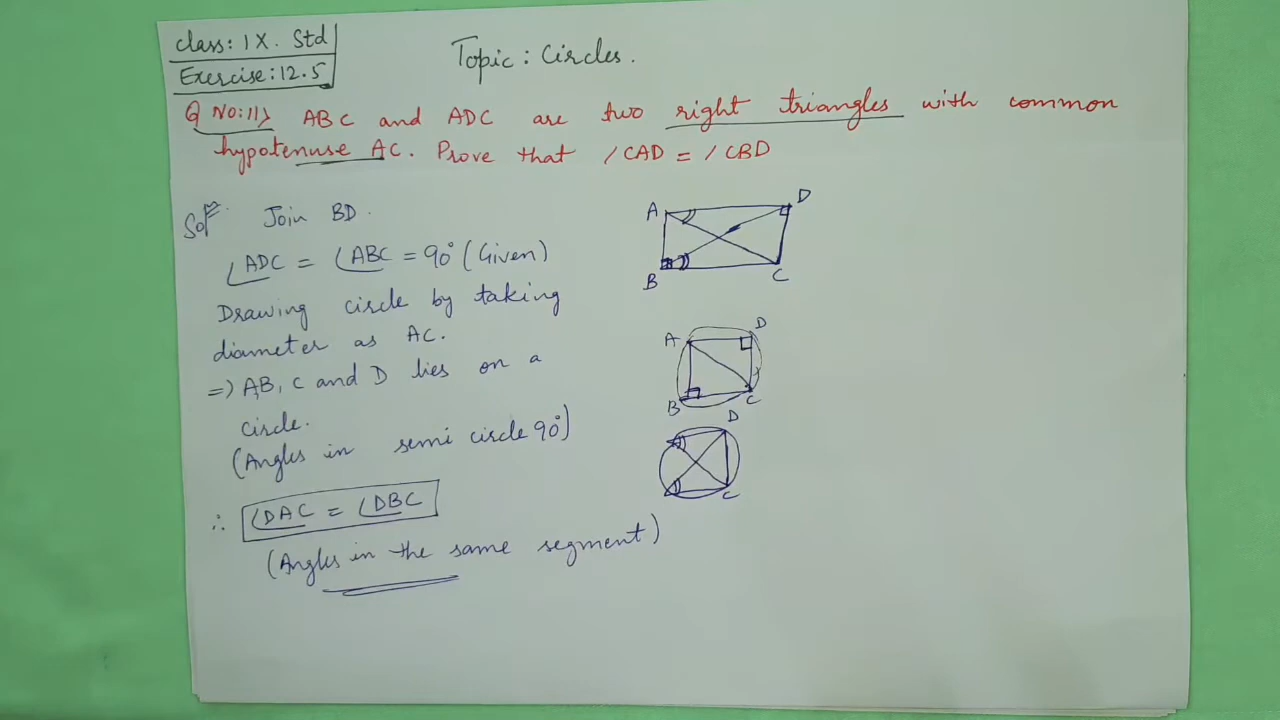 class: IX. Std
Exercise: 12.5
Topic: Circles.
Q No:11) ABC and ADC are two right triangles with common
hypotenuse AC. Prove that ∠CAD = ∠CBD
Sol
Join BD.
∠ADC = ∠ABC = 90° (Given)
Drawing circle by taking
diameter as AC.
=) A,B, C and D lies on a
circle.
(Angles in semi circle 90°)
∴ ∠DAC = ∠DBC
(Angles in the same segment)
A D
B C
A D
B C
D
C